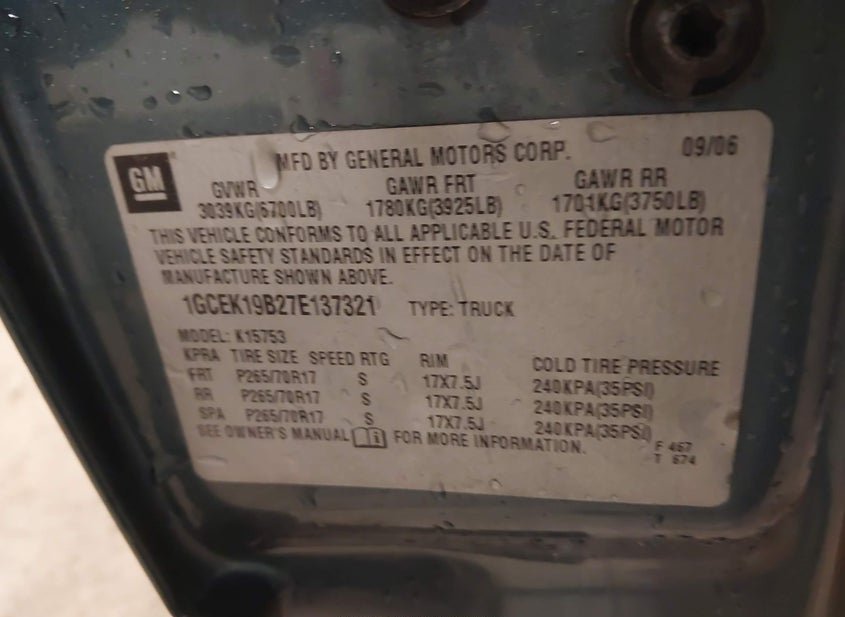 GM
MFD BY GENERAL MOTORS CORP. 09/06
GVWR GAWR FRT GAWR RR
3039KG(6700LB) 1780KG(3925LB) 1701KG(3750LB)
THIS VEHICLE CONFORMS TO ALL APPLICABLE U.S. FEDERAL MOTOR
VEHICLE SAFETY STANDARDS IN EFFECT ON THE DATE OF
MANUFACTURE SHOWN ABOVE.
1GCEK19B27E137321 TYPE: TRUCK
MODEL: K15753
KPRA TIRE SIZE SPEED RTG RIM COLD TIRE PRESSURE
FRT P265/70R17 S 17X7.5J 240KPA(35PSI)
RR P265/70R17 S 17X7.5J 240KPA(35PSI)
SPA P265/70R17 S 17X7.5J 240KPA(35PSI)
SEE OWNER'S MANUAL FOR MORE INFORMATION.
F 467
T 674